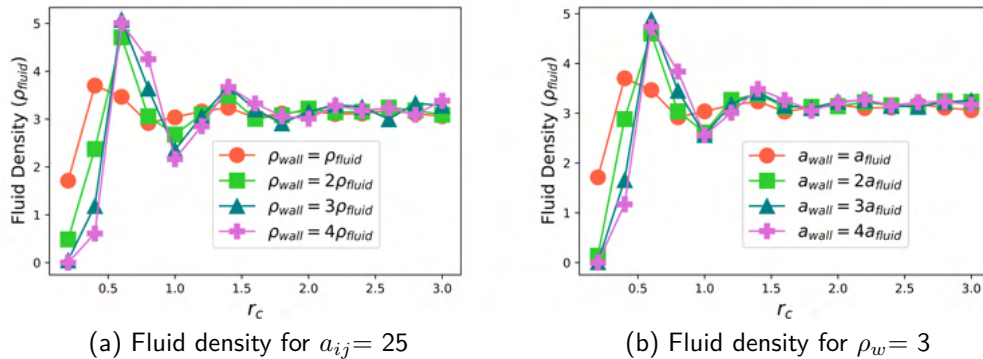 5
4
3
2
1
0
Fluid Density (ρfluid)
ρwall = ρfluid
ρwall = 2ρfluid
ρwall = 3ρfluid
ρwall = 4ρfluid
0.5 1.0 1.5 2.0 2.5 3.0
rc
(a) Fluid density for aij= 25
5
4
3
2
1
0
Fluid Density (ρfluid)
awall = afluid
awall = 2afluid
awall = 3afluid
awall = 4afluid
0.5 1.0 1.5 2.0 2.5 3.0
rc
(b) Fluid density for ρw= 3